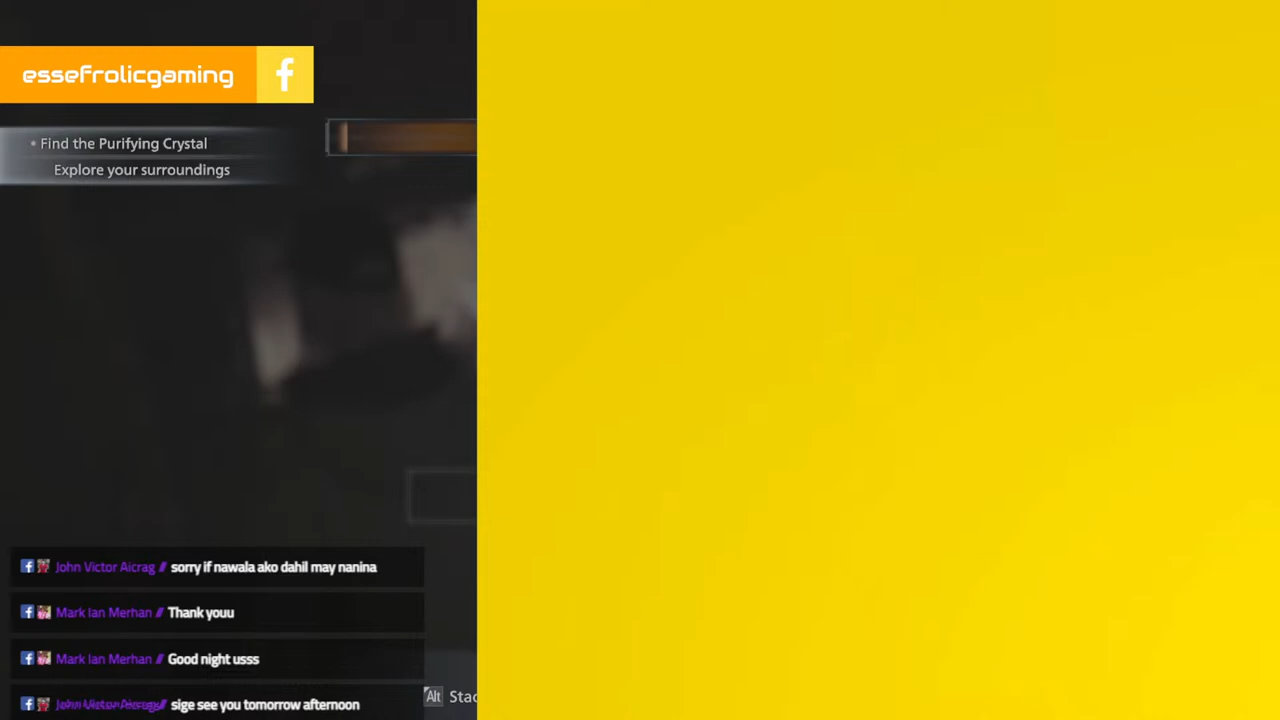 essefrolicgaming
Find the Purifying Crystal
Explore your surroundings
John Victor Aicrag // sorry if nawala ako dahil may nanina
Mark Ian Merhan // Thank youu
Mark Ian Merhan // Good night usss
sige see you tomorrow afternoon
Alt